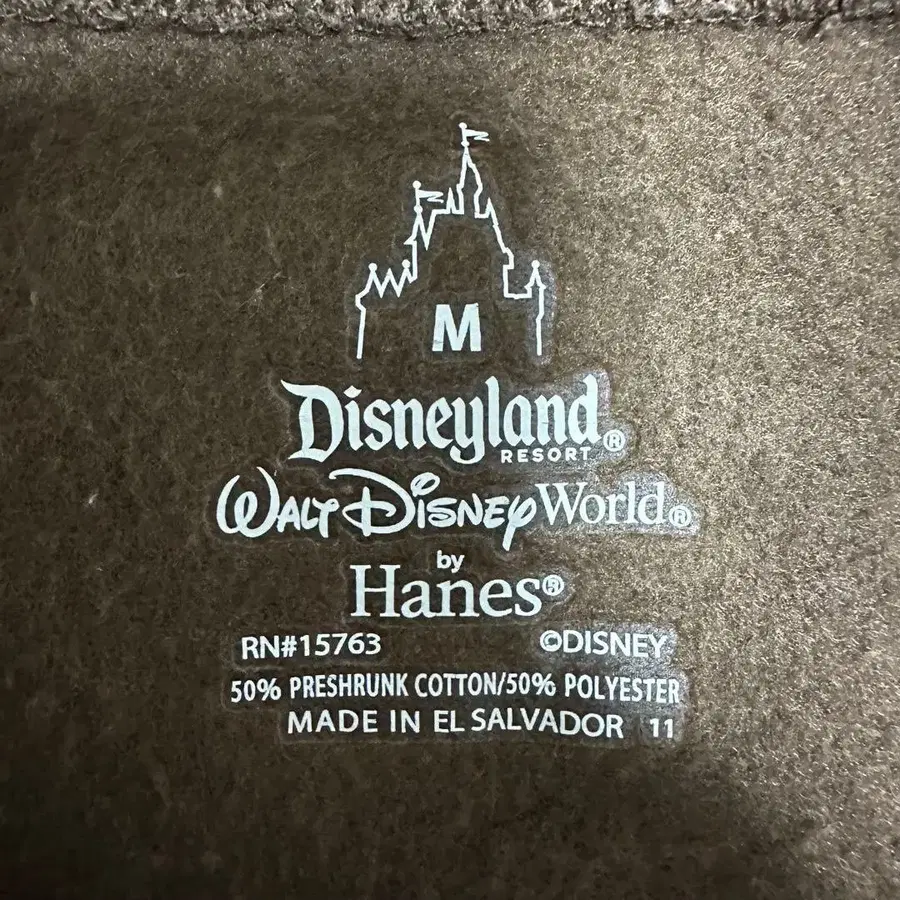 M
Disneyland®
RESORT
WALT DISNEY World®
by
Hanes®
RN#15763 ©DISNEY
50% PRESHRUNK COTTON/50% POLYESTER
MADE IN EL SALVADOR 11